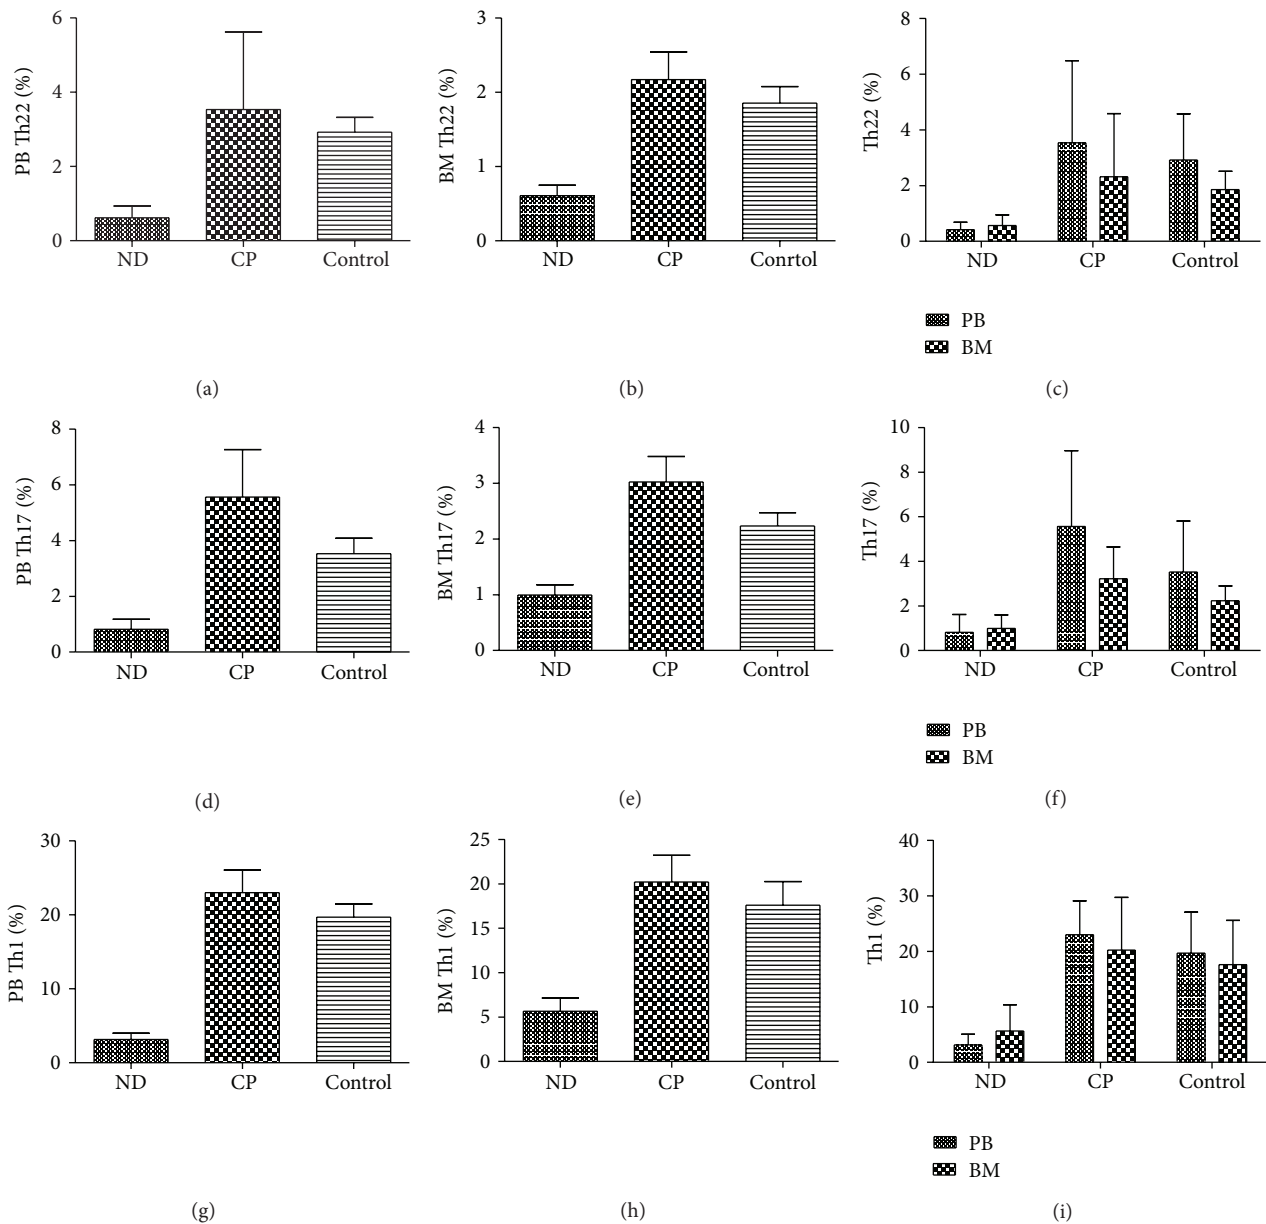 PB Th22 (%)
6
4
2
0
ND CP Control
(a)
BM Th22 (%)
3
2
1
0
ND CP Conrtol
(b)
Th22 (%)
8
6
4
2
0
ND CP Control
PB
BM
(c)
PB Th17 (%)
8
6
4
2
0
ND CP Control
(d)
BM Th17 (%)
4
3
2
1
0
ND CP Control
(e)
Th17 (%)
10
8
6
4
2
0
ND CP Control
PB
BM
(f)
PB Th1 (%)
30
20
10
0
ND CP Control
(g)
BM Th1 (%)
25
20
15
10
5
0
ND CP Control
(h)
Th1 (%)
40
30
20
10
0
ND CP Control
PB
BM
(i)